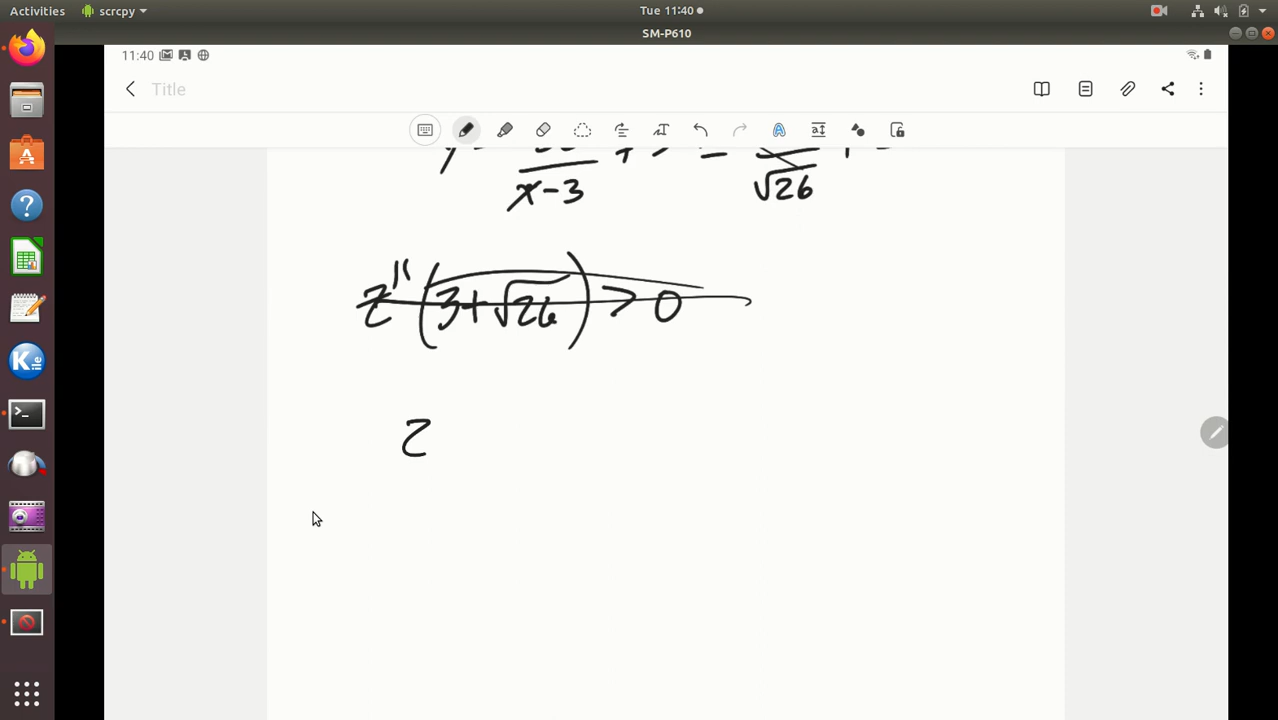 Activities scrcpy Tue 11:40
SM-P610
11:40
Title
x-3 √26
z''(3+√26) > 0
z